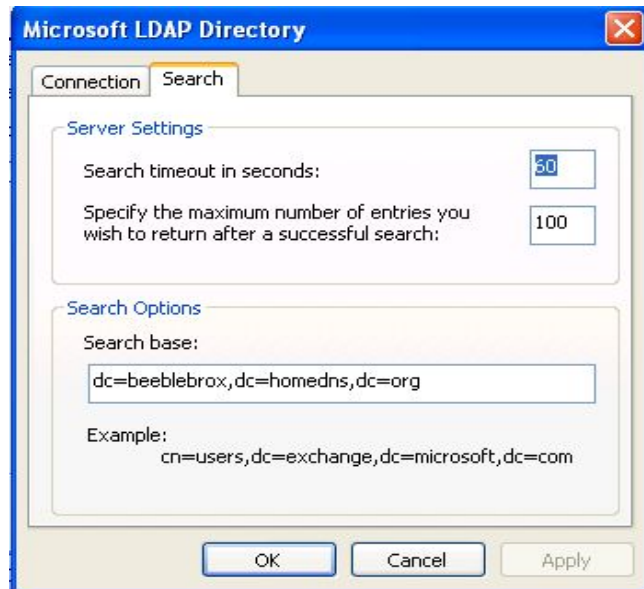 Microsoft LDAP Directory
Connection
Search
Server Settings
Search timeout in seconds:
60
Specify the maximum number of entries you
wish to return after a successful search:
100
Search Options
Search base:
dc=beeblebrox,dc=homedns,dc=org
Example:
cn=users,dc=exchange,dc=microsoft,dc=com
OK
Cancel
Apply